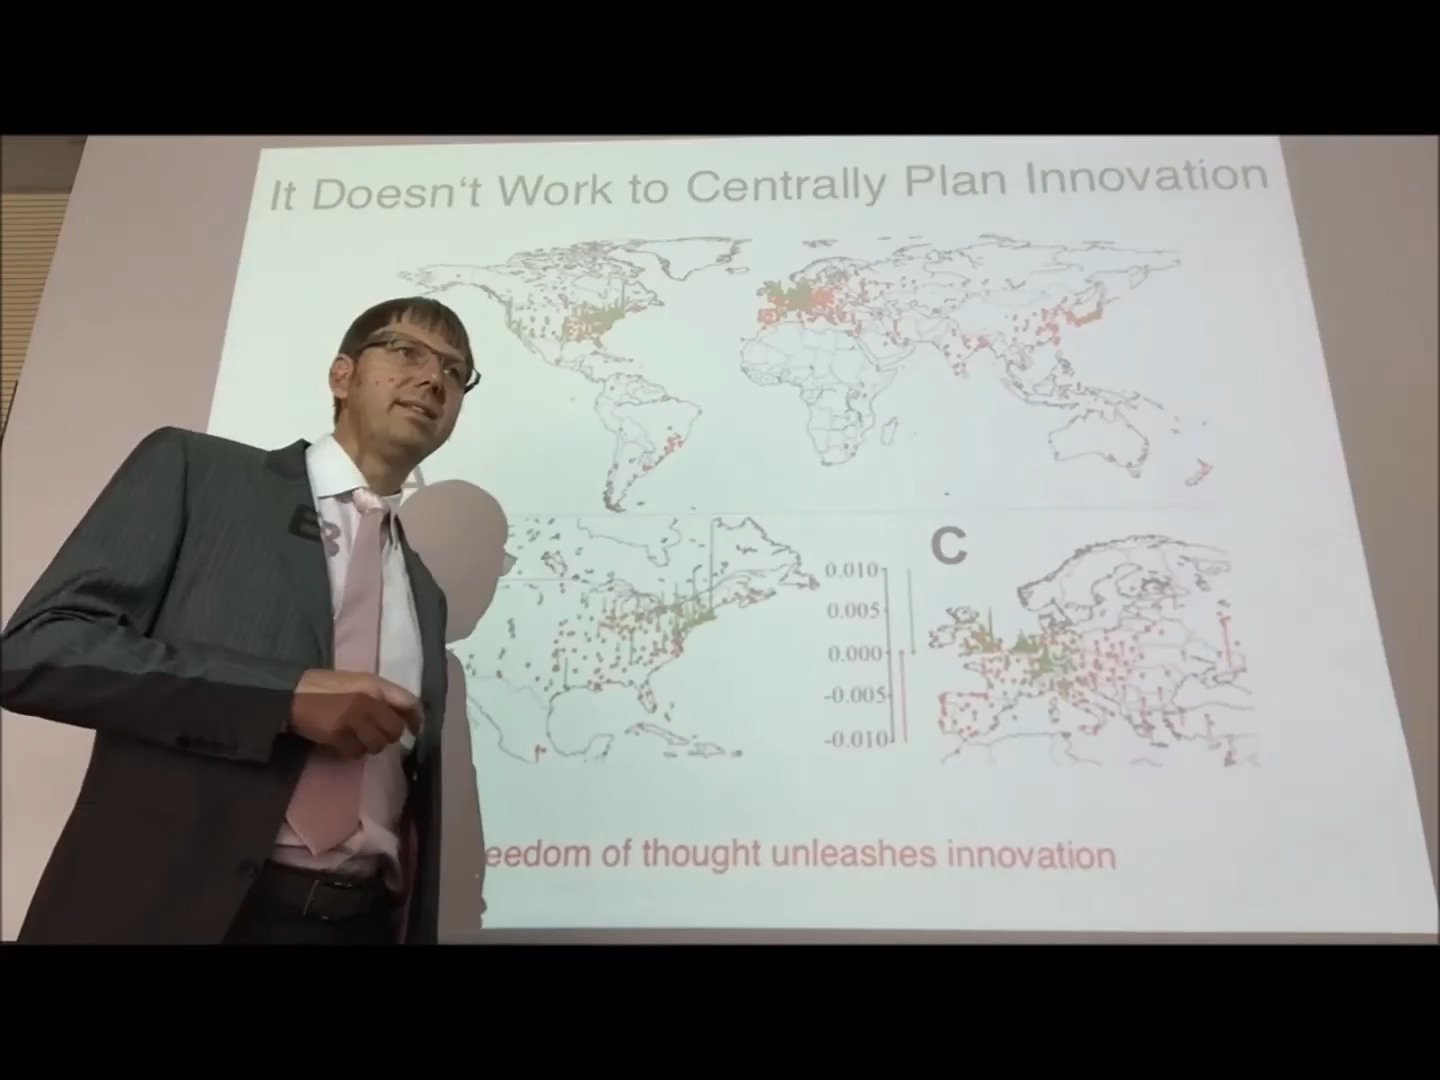 It Doesn't Work to Centrally Plan Innovation
A
B
C
0.010
0.005
0.000
-0.005
-0.010
eedom of thought unleashes innovation